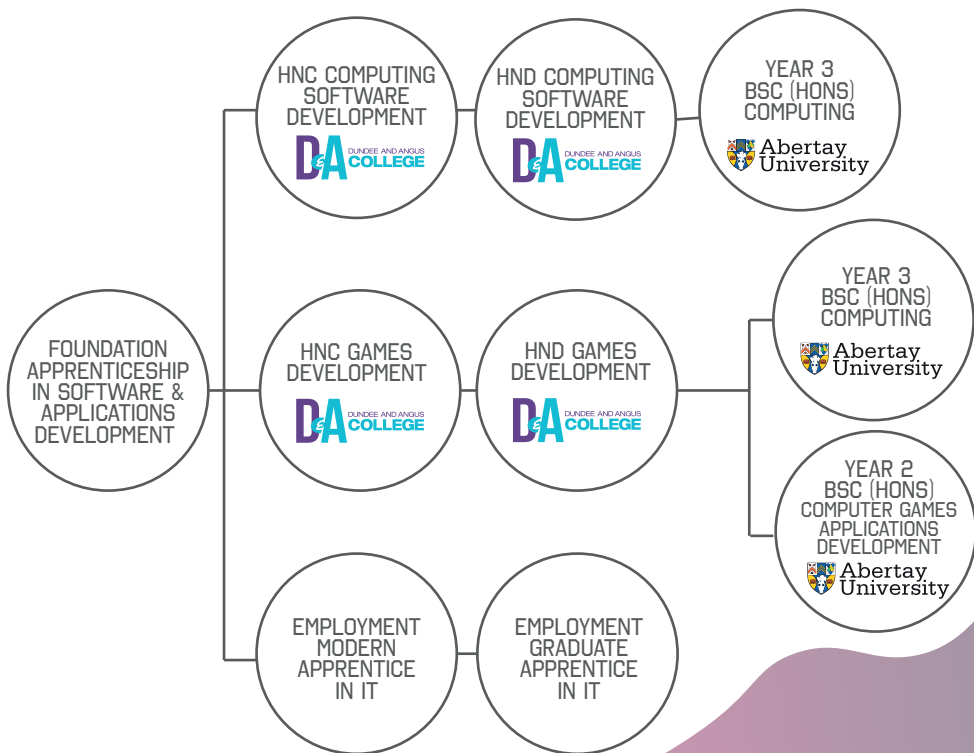 FOUNDATION
APPRENTICESHIP
IN SOFTWARE &
APPLICATIONS
DEVELOPMENT
HNC COMPUTING
SOFTWARE
DEVELOPMENT
D&A DUNDEE AND ANGUS
COLLEGE
HND COMPUTING
SOFTWARE
DEVELOPMENT
D&A DUNDEE AND ANGUS
COLLEGE
YEAR 3
BSC (HONS)
COMPUTING
Abertay
University
HNC GAMES
DEVELOPMENT
D&A DUNDEE AND ANGUS
COLLEGE
HND GAMES
DEVELOPMENT
D&A DUNDEE AND ANGUS
COLLEGE
YEAR 3
BSC (HONS)
COMPUTING
Abertay
University
YEAR 2
BSC (HONS)
COMPUTER GAMES
APPLICATIONS
DEVELOPMENT
Abertay
University
EMPLOYMENT
MODERN
APPRENTICE
IN IT
EMPLOYMENT
GRADUATE
APPRENTICE
IN IT